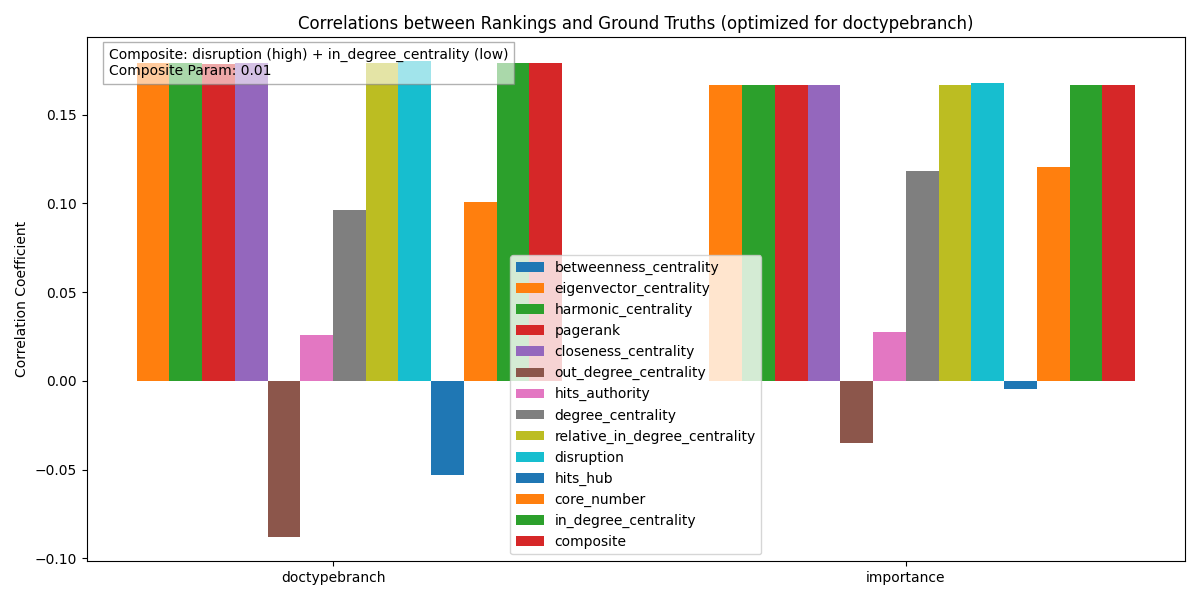 Correlations between Rankings and Ground Truths (optimized for doctypebranch)
Composite: disruption (high) + in_degree_centrality (low)
Composite Param: 0.01
Correlation Coefficient
0.15
0.10
0.05
0.00
−0.05
−0.10
betweenness_centrality
eigenvector_centrality
harmonic_centrality
pagerank
closeness_centrality
out_degree_centrality
hits_authority
degree_centrality
relative_in_degree_centrality
disruption
hits_hub
core_number
in_degree_centrality
composite
doctypebranch
importance